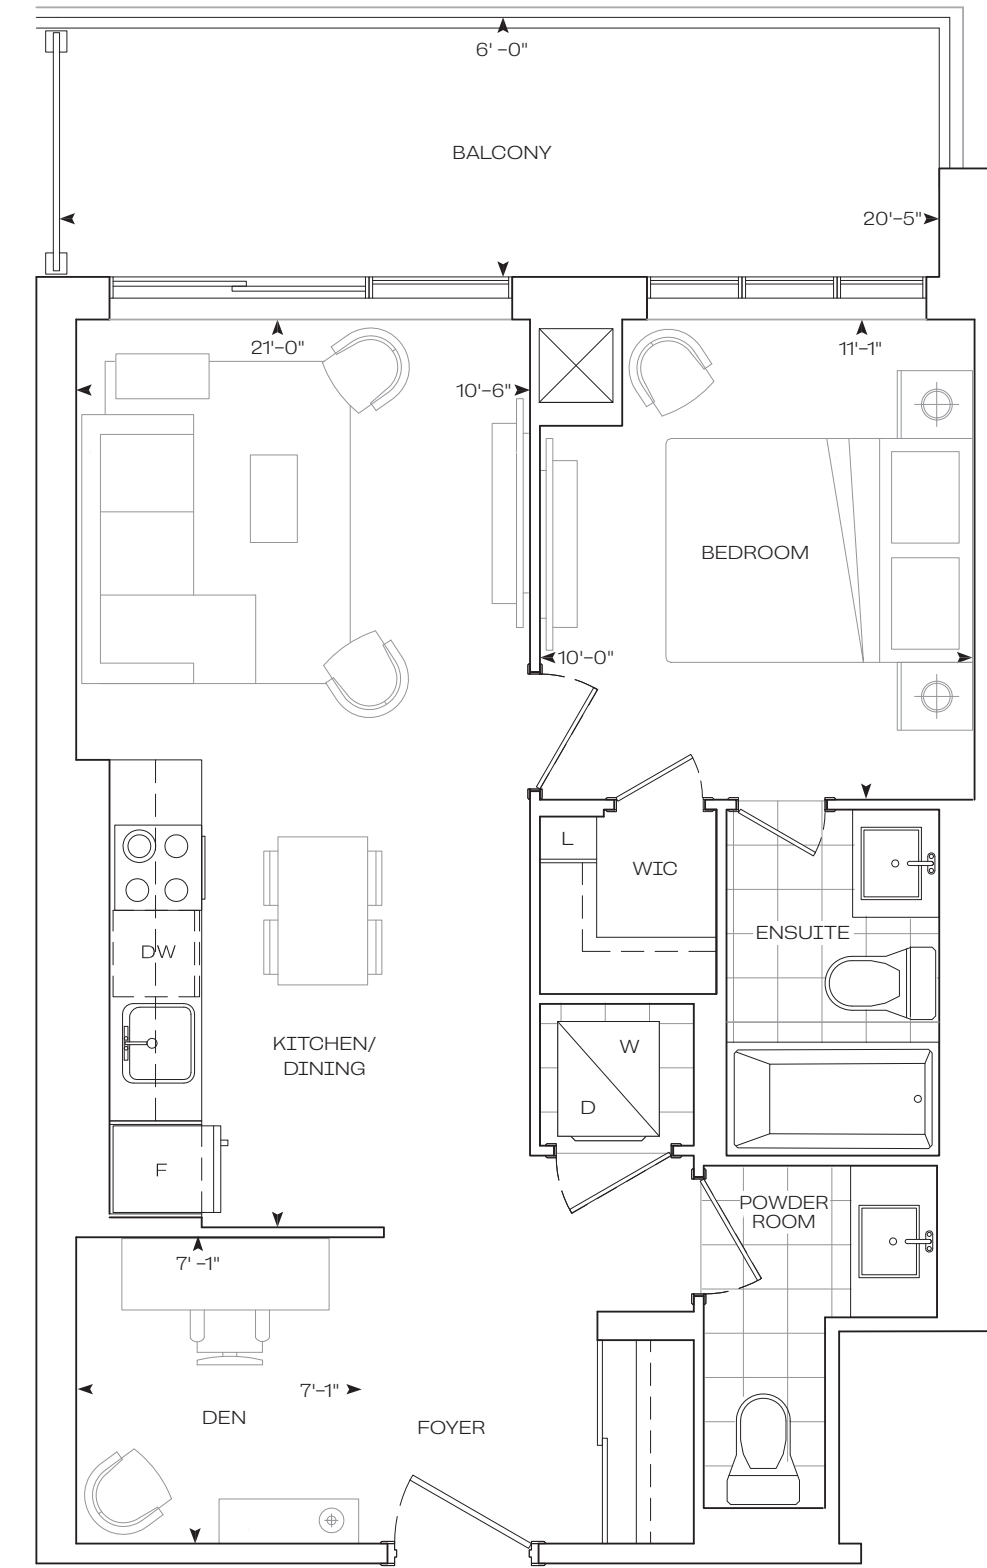 6'-0"
BALCONY
20'-5"
21'-0"
11'-1"
10'-6"
BEDROOM
10'-0"
L
WIC
ENSUITE
DW
KITCHEN/
DINING
W
D
F
POWDER
ROOM
7'-1"
7'-1"
DEN
FOYER